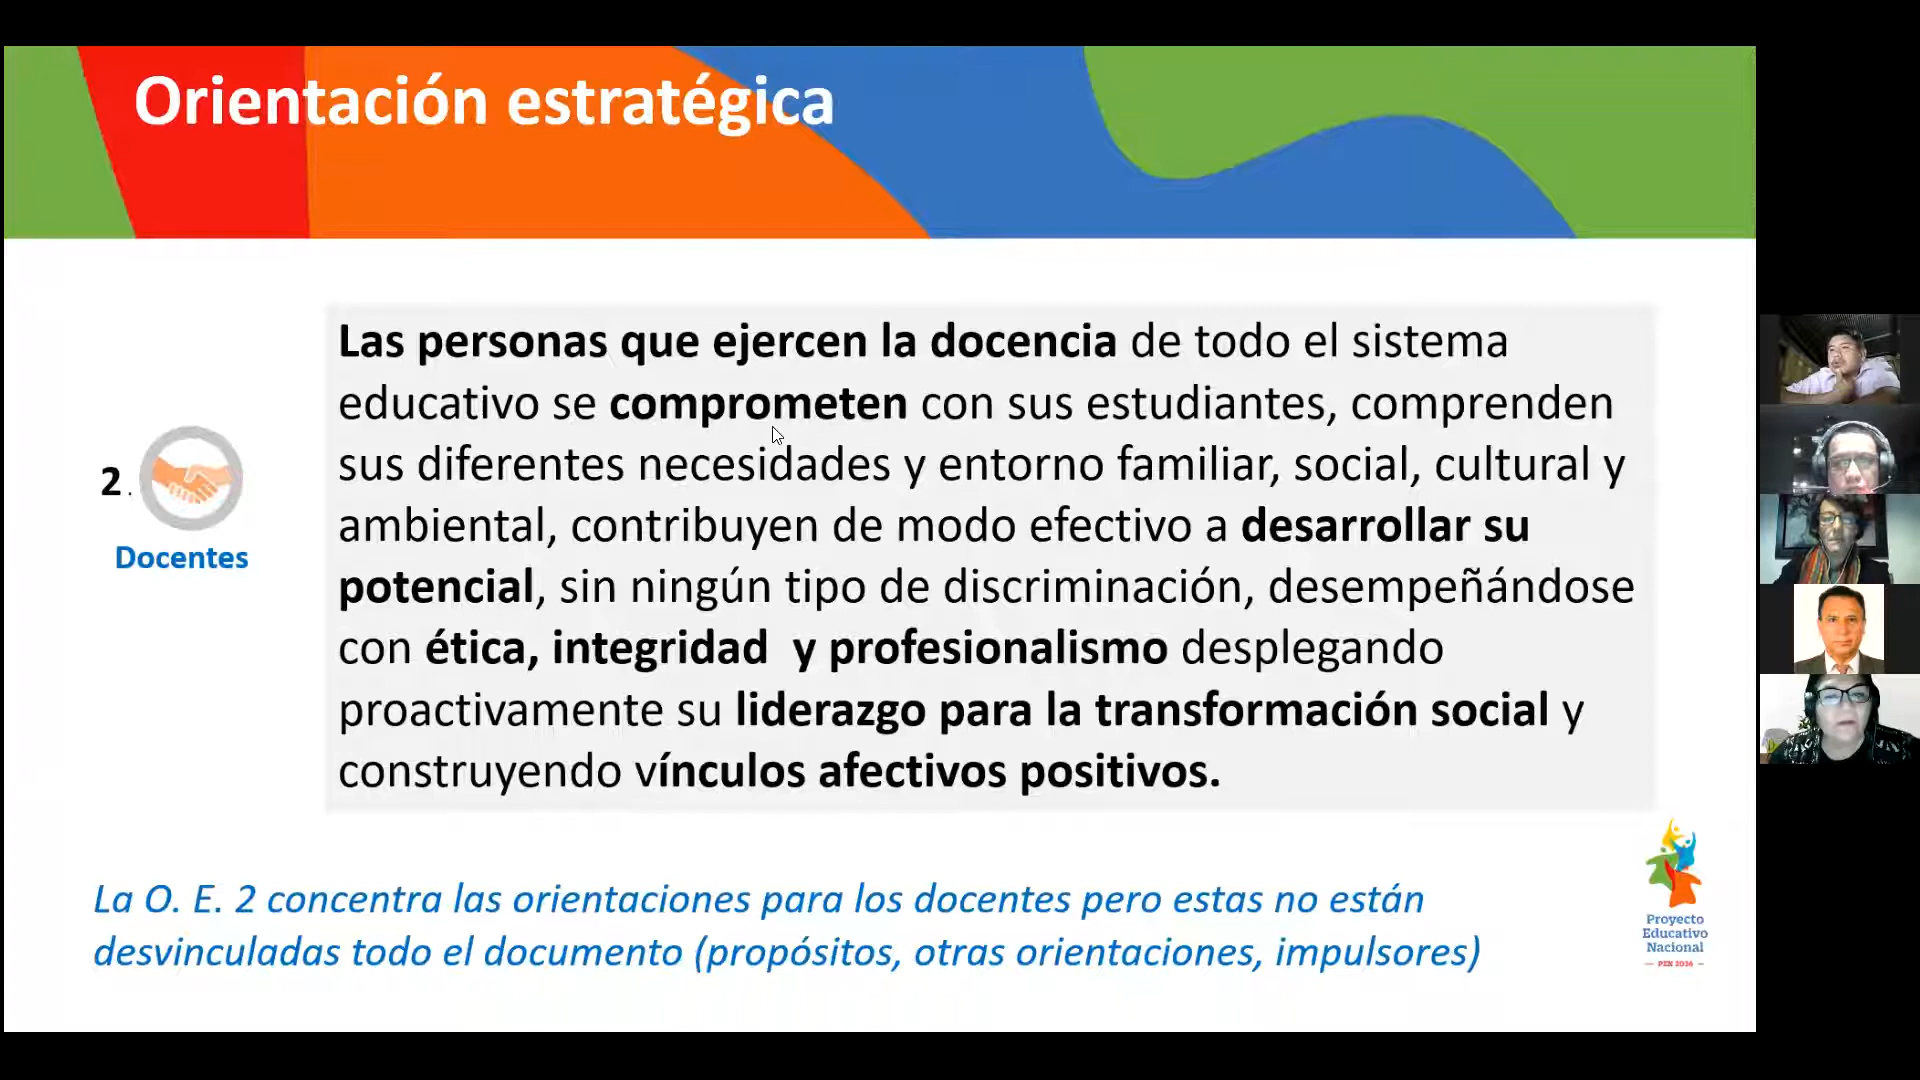 Orientación estratégica
Las personas que ejercen la docencia de todo el sistema
educativo se comprometen con sus estudiantes, comprenden
sus diferentes necesidades y entorno familiar, social, cultural y
ambiental, contribuyen de modo efectivo a desarrollar su
potencial, sin ningún tipo de discriminación, desempeñándose
con ética, integridad y profesionalismo desplegando
proactivamente su liderazgo para la transformación social y
construyendo vínculos afectivos positivos.
2.
Docentes
La O. E. 2 concentra las orientaciones para los docentes pero estas no están
desvinculadas todo el documento (propósitos, otras orientaciones, impulsores)
Proyecto
Educativo
Nacional
— PEN 2036 —